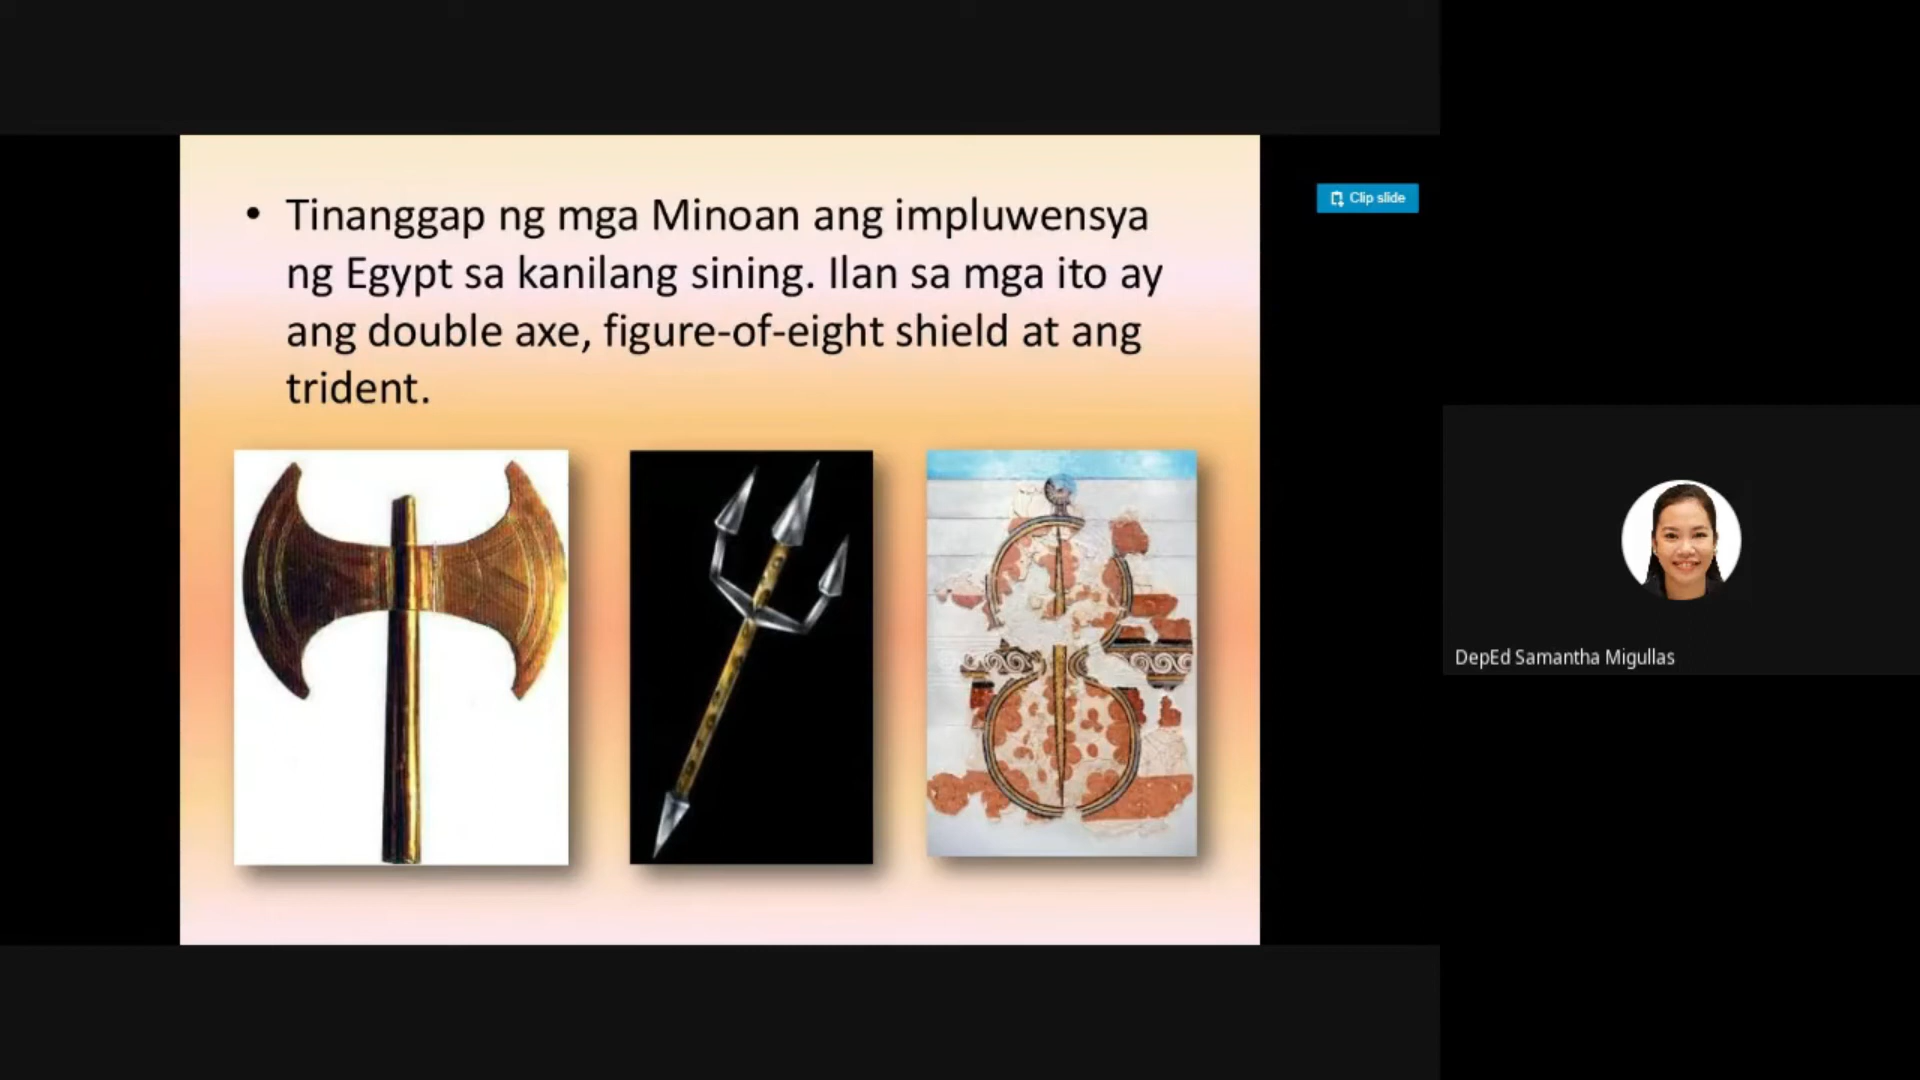 • Tinanggap ng mga Minoan ang impluwensya
ng Egypt sa kanilang sining. Ilan sa mga ito ay
ang double axe, figure-of-eight shield at ang
trident.
Clip slide
DepEd Samantha Migullas